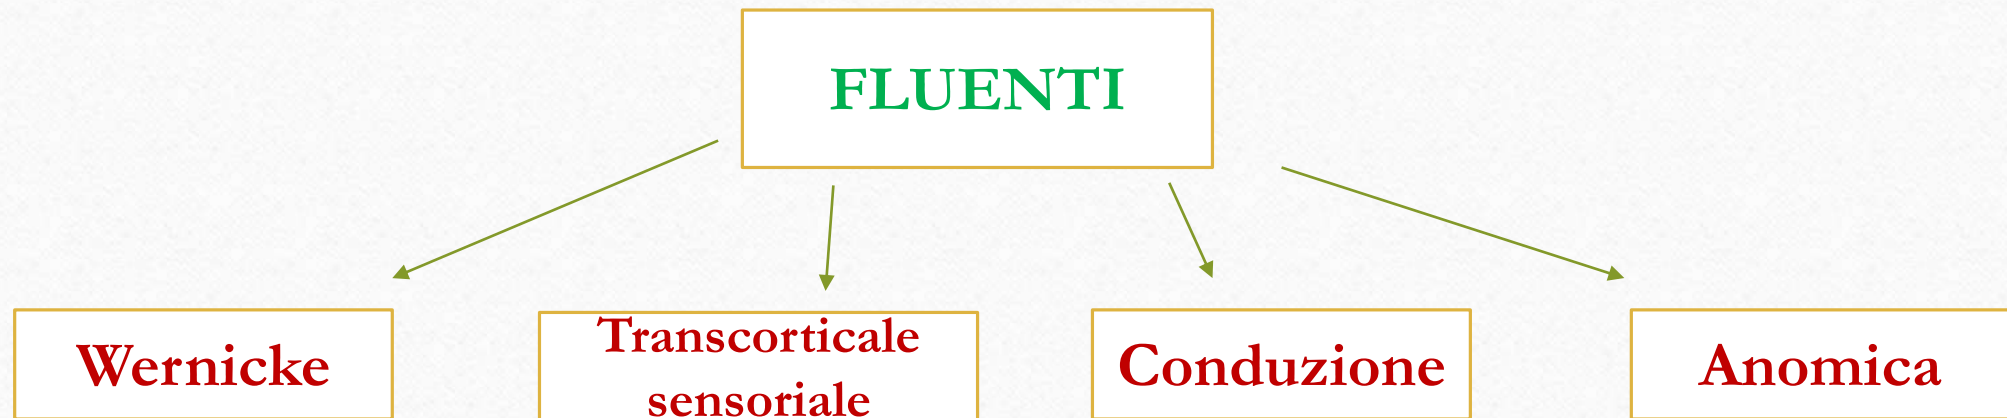 FLUENTI
Wernicke
Transcorticale
sensoriale
Conduzione
Anomica